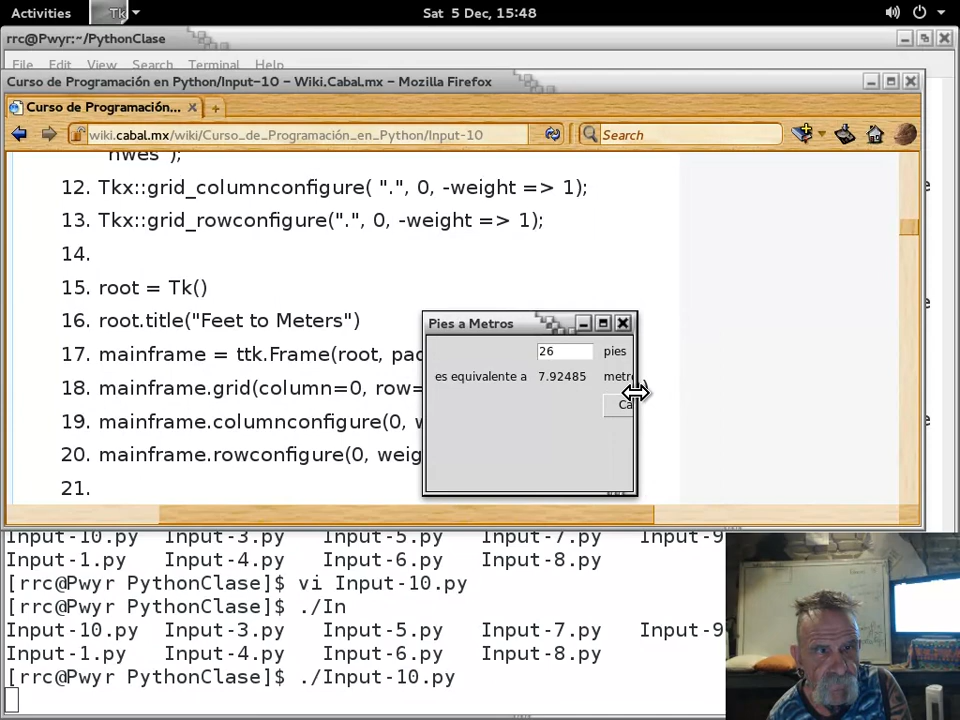 Activities Tk Sat 5 Dec, 15:48
rrc@Pwyr:~/PythonClase
File Edit View Search Terminal Help
Curso de Programación en Python/Input-10 – Wiki.Cabal.mx – Mozilla Firefox
Curso de Programación...
wiki.cabal.mx/wiki/Curso_de_Programación_en_Python/Input-10 Search
"nwes");
12. Tkx::grid_columnconfigure( ".", 0, -weight => 1);
13. Tkx::grid_rowconfigure(".", 0, -weight => 1);
14.
15. root = Tk()
16. root.title("Feet to Meters")
17. mainframe = ttk.Frame(root, pad
18. mainframe.grid(column=0, row=
19. mainframe.columnconfigure(0, w
20. mainframe.rowconfigure(0, weig
21.
Pies a Metros
26 pies
es equivalente a 7.92485 metr
Ca
Input-10.py Input-3.py Input-5.py Input-7.py Input-9
Input-1.py Input-4.py Input-6.py Input-8.py
[rrc@Pwyr PythonClase]$ vi Input-10.py
[rrc@Pwyr PythonClase]$ ./In
Input-10.py Input-3.py Input-5.py Input-7.py Input-9
Input-1.py Input-4.py Input-6.py Input-8.py
[rrc@Pwyr PythonClase]$ ./Input-10.py